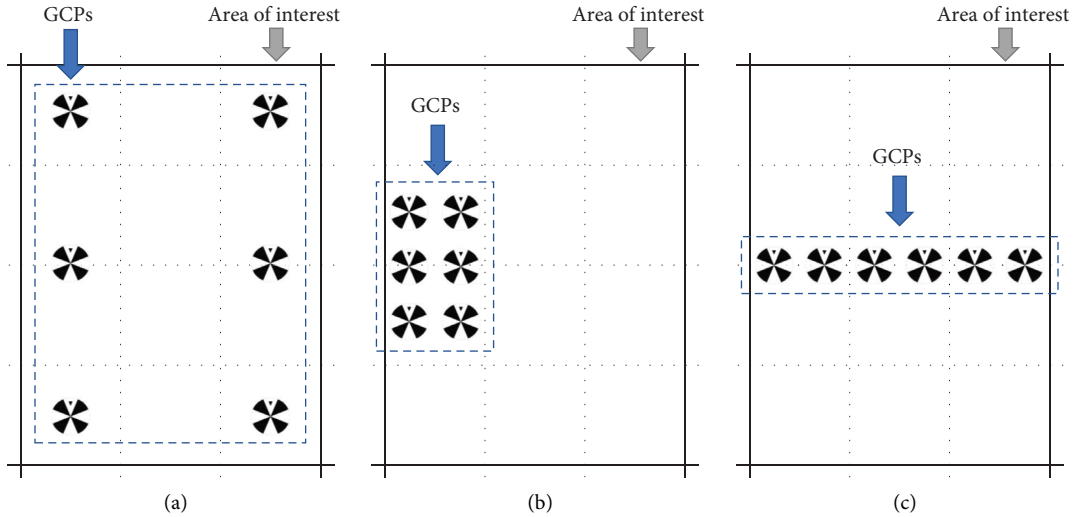 GCPs
Area of interest
(a)
Area of interest
GCPs
(b)
Area of interest
GCPs
(c)